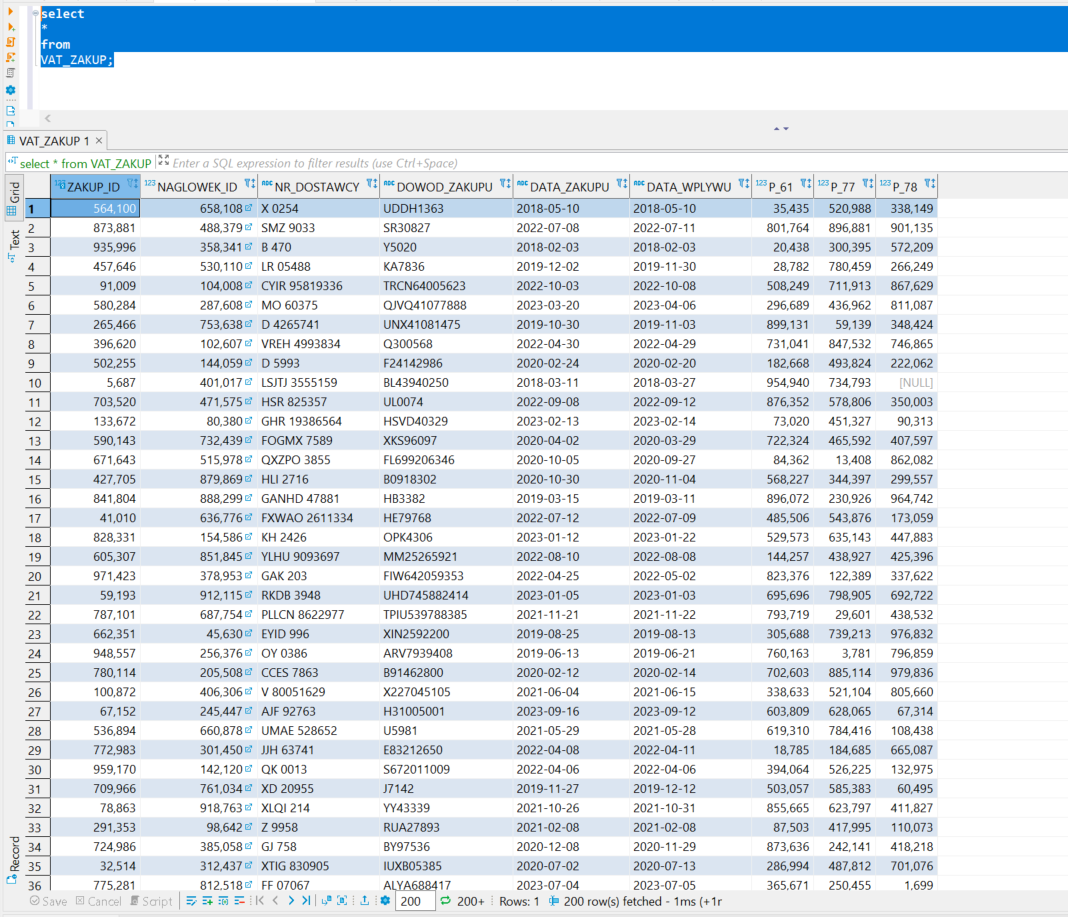 select
*
from
VAT_ZAKUP;
VAT_ZAKUP 1
select * from VAT_ZAKUP Enter a SQL expression to filter results (use Ctrl+Space)
Grid
Text
Record
ZAKUP_ID NAGLOWEK_ID NR_DOSTAWCY DOWOD_ZAKUPU DATA_ZAKUPU DATA_WPLYWU P_61 P_77 P_78
1 564,100 658,108 X 0254 UDDH1363 2018-05-10 2018-05-10 35,435 520,988 338,149
2 873,881 488,379 SMZ 9033 SR30827 2022-07-08 2022-07-11 801,764 896,881 901,135
3 935,996 358,341 B 470 Y5020 2018-02-03 2018-02-03 20,438 300,395 572,209
4 457,646 530,110 LR 05488 KA7836 2019-12-02 2019-11-30 28,782 780,459 266,249
5 91,009 104,008 CYIR 95819336 TRCN64005623 2022-10-03 2022-10-08 508,249 711,913 867,629
6 580,284 287,608 MO 60375 QJVQ41077888 2023-03-20 2023-04-06 296,689 436,962 811,087
7 265,466 753,638 D 4265741 UNX41081475 2019-10-30 2019-11-03 899,131 59,139 348,424
8 396,620 102,607 VREH 4993834 Q300568 2022-04-30 2022-04-29 731,041 847,532 746,865
9 502,255 144,059 D 5993 F24142986 2020-02-24 2020-02-20 182,668 493,824 222,062
10 5,687 401,017 LSJTJ 3555159 BL43940250 2018-03-11 2018-03-27 954,940 734,793 [NULL]
11 703,520 471,575 HSR 825357 UL0074 2022-09-08 2022-09-12 876,352 578,806 350,003
12 133,672 80,380 GHR 19386564 HSVD40329 2023-02-13 2023-02-14 73,020 451,327 90,313
13 590,143 732,439 FOGMX 7589 XKS96097 2020-04-02 2020-03-29 722,324 465,592 407,597
14 671,643 515,978 QXZPO 3855 FL699206346 2020-10-05 2020-09-27 84,362 13,408 862,082
15 427,705 879,869 HLI 2716 B0918302 2020-10-30 2020-11-04 568,227 344,397 299,557
16 841,804 888,299 GANHD 47881 HB3382 2019-03-15 2019-03-11 896,072 230,926 964,742
17 41,010 636,776 FXWAO 2611334 HE79768 2022-07-12 2022-07-09 485,506 543,876 173,059
18 828,331 154,586 KH 2426 OPK4306 2023-01-12 2023-01-22 529,573 635,143 447,883
19 605,307 851,845 YLHU 9093697 MM25265921 2022-08-10 2022-08-08 144,257 438,927 425,396
20 971,423 378,953 GAK 203 FIW642059353 2022-04-25 2022-05-02 823,376 122,389 337,622
21 59,193 912,115 RKDB 3948 UHD745882414 2023-01-05 2023-01-03 695,696 798,905 692,722
22 787,101 687,754 PLLCN 8622977 TPIU539788385 2021-11-21 2021-11-22 793,719 29,601 438,532
23 662,351 45,630 EYID 996 XIN2592200 2019-08-25 2019-08-13 305,688 739,213 976,832
24 948,557 256,376 OY 0386 ARV7939408 2019-06-13 2019-06-21 760,163 3,781 796,859
25 780,114 205,508 CCES 7863 B91462800 2020-02-12 2020-02-14 702,603 885,114 979,836
26 100,872 406,306 V 80051629 X227045105 2021-06-04 2021-06-15 338,633 521,104 805,660
27 67,152 245,447 AJF 92763 H31005001 2023-09-16 2023-09-12 603,809 628,065 67,314
28 536,894 660,878 UMAE 528652 U5981 2021-05-29 2021-05-28 619,310 784,416 108,438
29 772,983 301,450 JJH 63741 E83212650 2022-04-08 2022-04-11 18,785 184,685 665,087
30 959,170 142,120 QK 0013 S672011009 2022-04-06 2022-04-06 394,064 526,225 132,975
31 709,966 761,034 XD 20955 J7142 2019-11-27 2019-12-12 503,057 585,383 60,495
32 78,863 918,763 XLQI 214 YY43339 2021-10-26 2021-10-31 855,665 623,797 411,827
33 291,353 98,642 Z 9958 RUA27893 2021-02-08 2021-02-08 87,503 417,995 110,073
34 724,986 385,058 GJ 758 BY97536 2020-12-08 2020-11-29 873,636 242,141 418,218
35 32,514 312,437 XTIG 830905 IUXB05385 2020-07-02 2020-07-13 286,994 487,812 701,076
36 775,281 812,518 FF 07067 ALYA688417 2023-07-04 2023-07-05 365,671 250,455 1,699
Save Cancel Script 200 200+ Rows: 1 200 row(s) fetched - 1ms (+1r